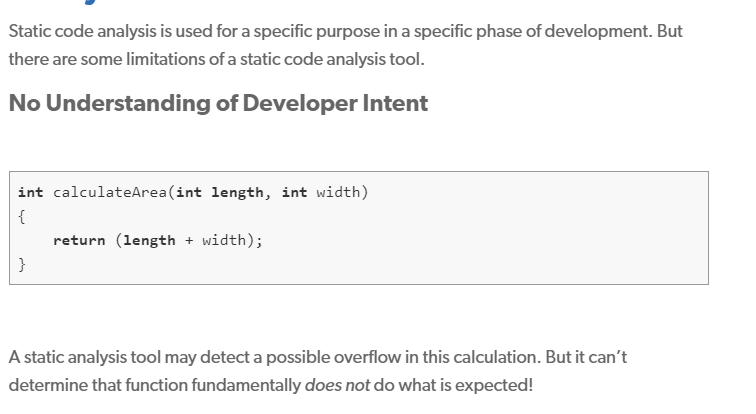 Static code analysis is used for a specific purpose in a specific phase of development. But
there are some limitations of a static code analysis tool.
No Understanding of Developer Intent
int calculateArea(int length, int width)
{
return (length + width);
}
A static analysis tool may detect a possible overflow in this calculation. But it can’t
determine that function fundamentally does not do what is expected!